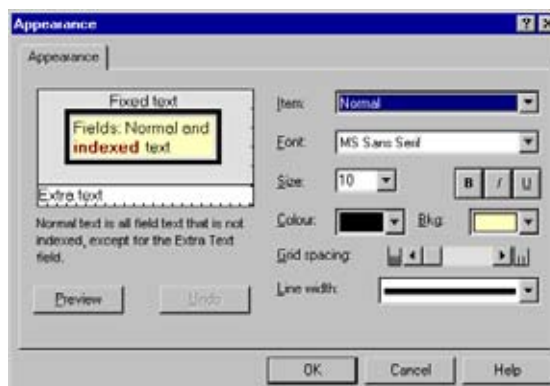 Appearance
Appearance
Fixed text
Fields: Normal and
indexed text
Extra text
Normal text is all field text that is not
indexed, except for the Extra Text
field.
Preview
Undo
Item:
Normal
Font:
MS Sans Serif
Size:
10
B I U
Colour:
Bkg:
Grid spacing:
Line width:
OK
Cancel
Help